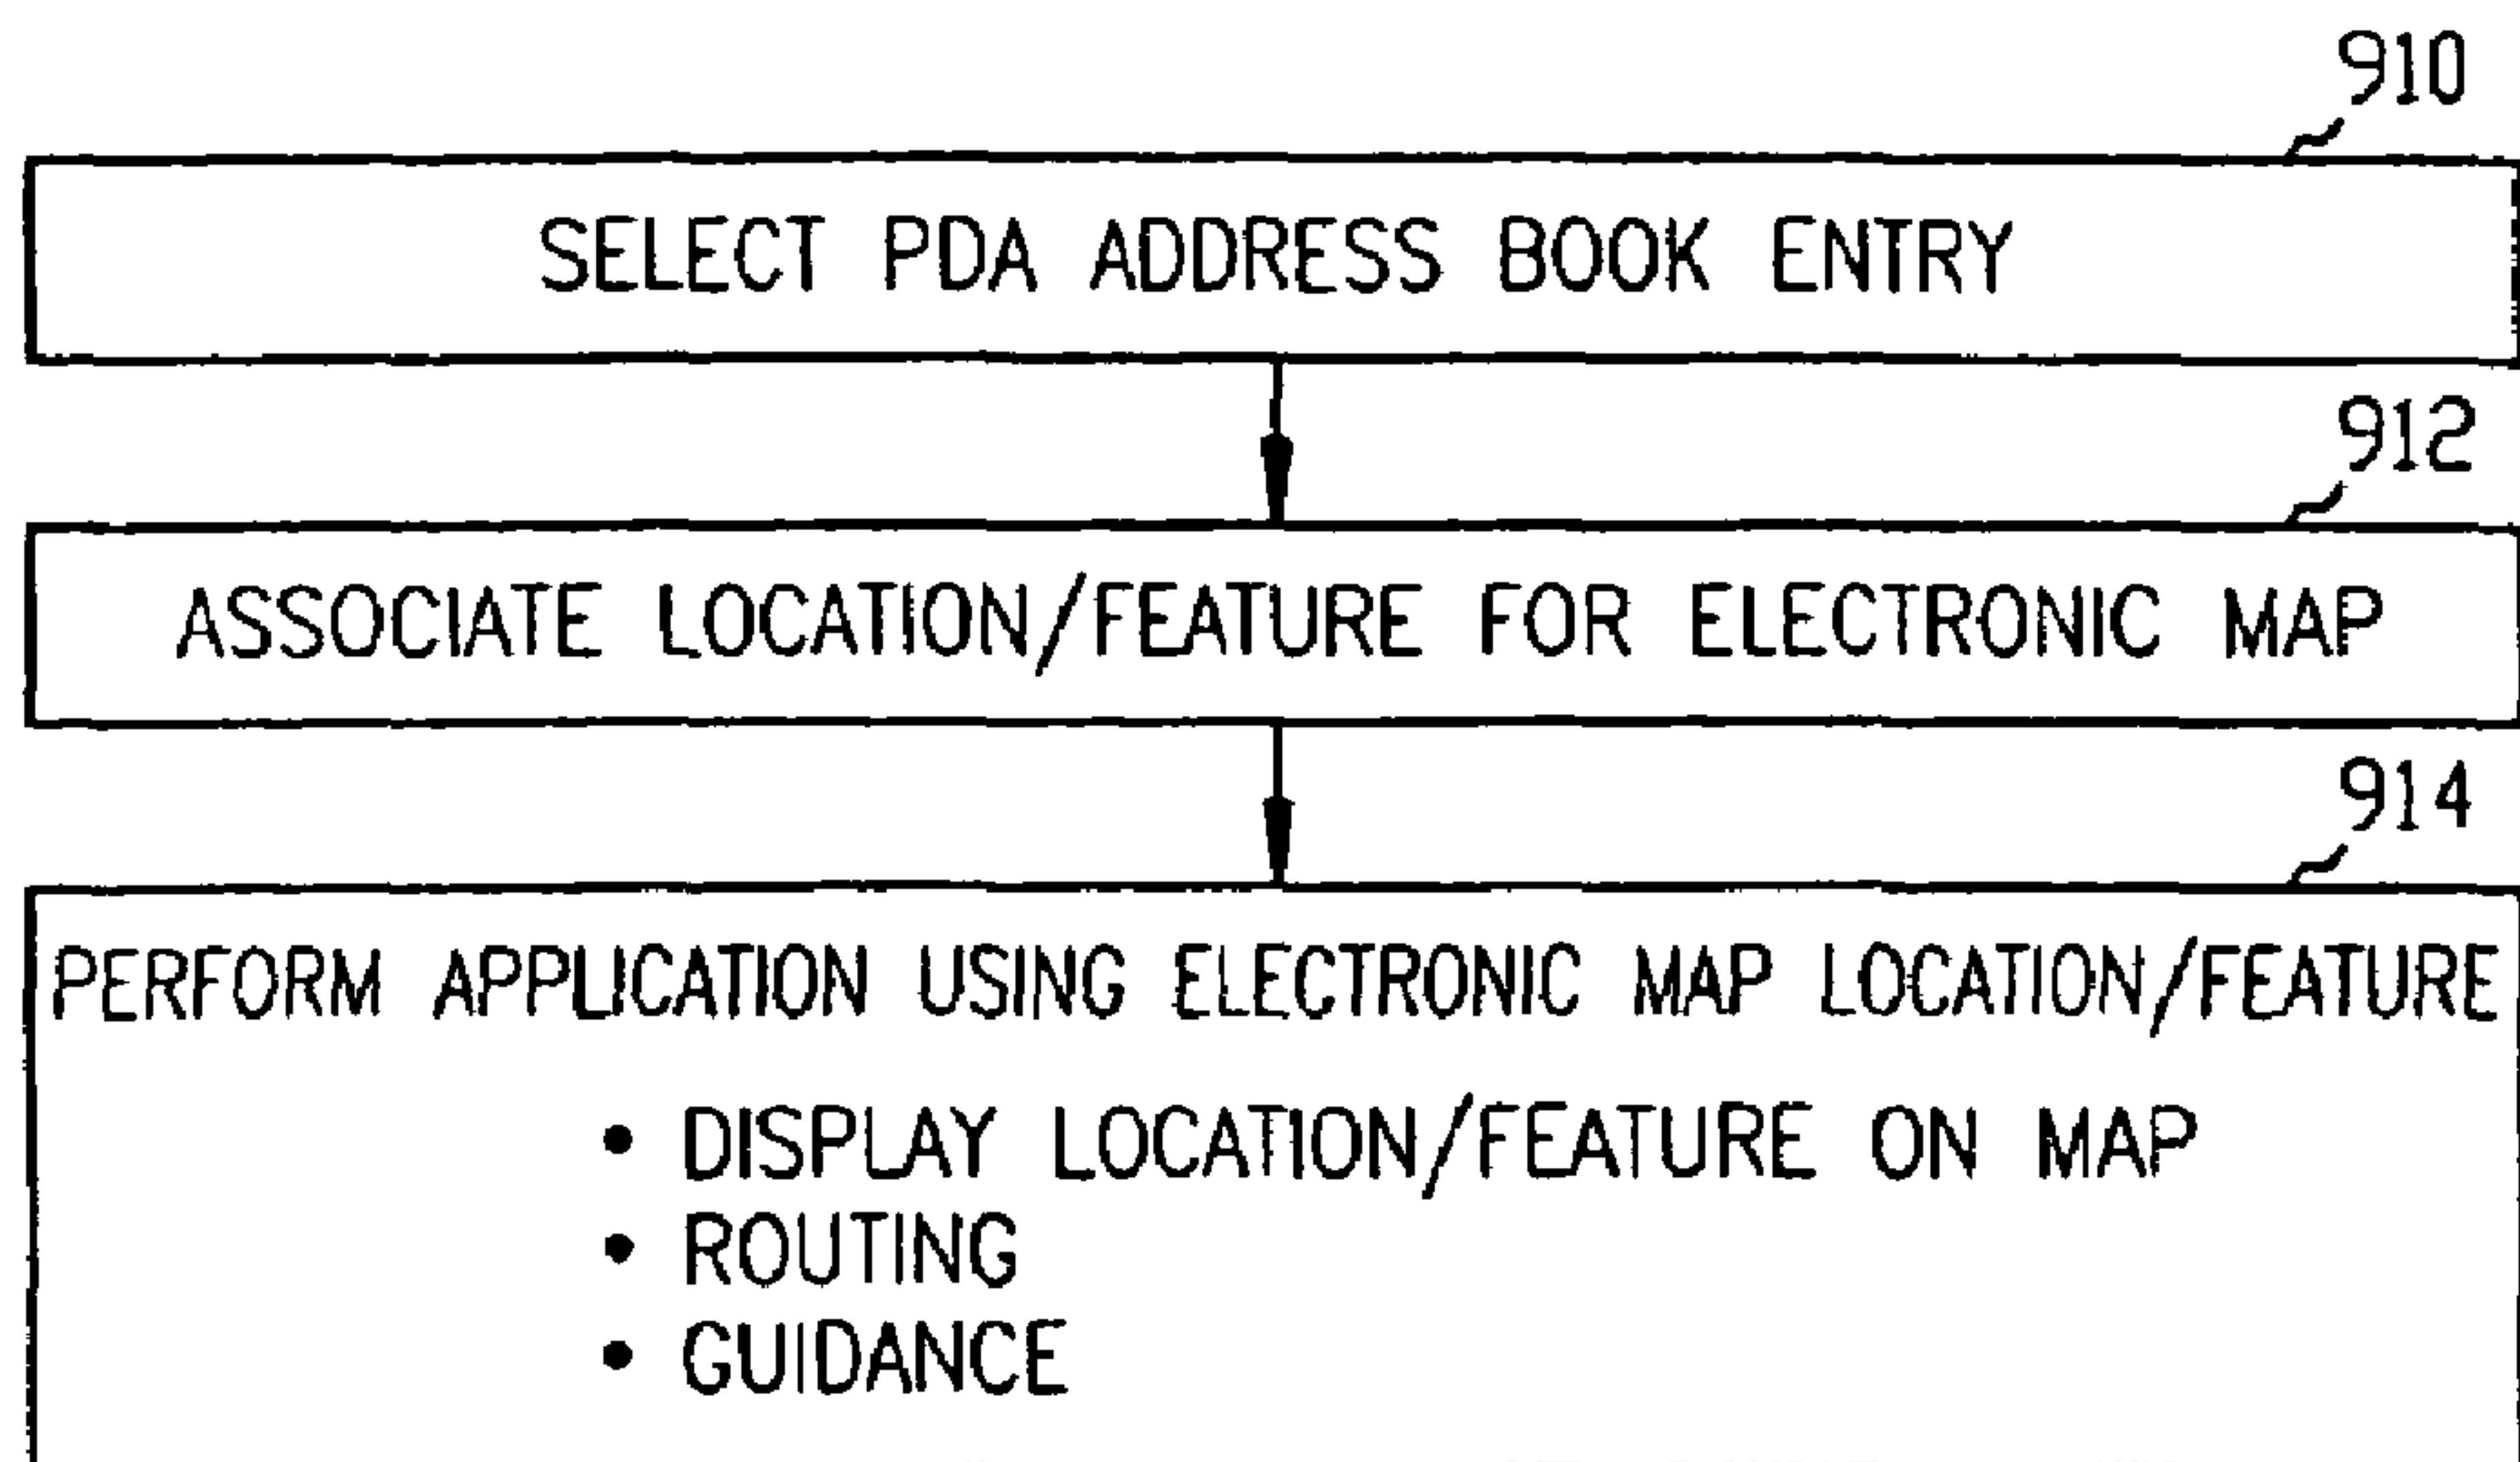 910
SELECT PDA ADDRESS BOOK ENTRY
912
ASSOCIATE LOCATION/FEATURE FOR ELECTRONIC MAP
914
PERFORM APPLICATION USING ELECTRONIC MAP LOCATION/FEATURE
• DISPLAY LOCATION/FEATURE ON MAP
• ROUTING
• GUIDANCE